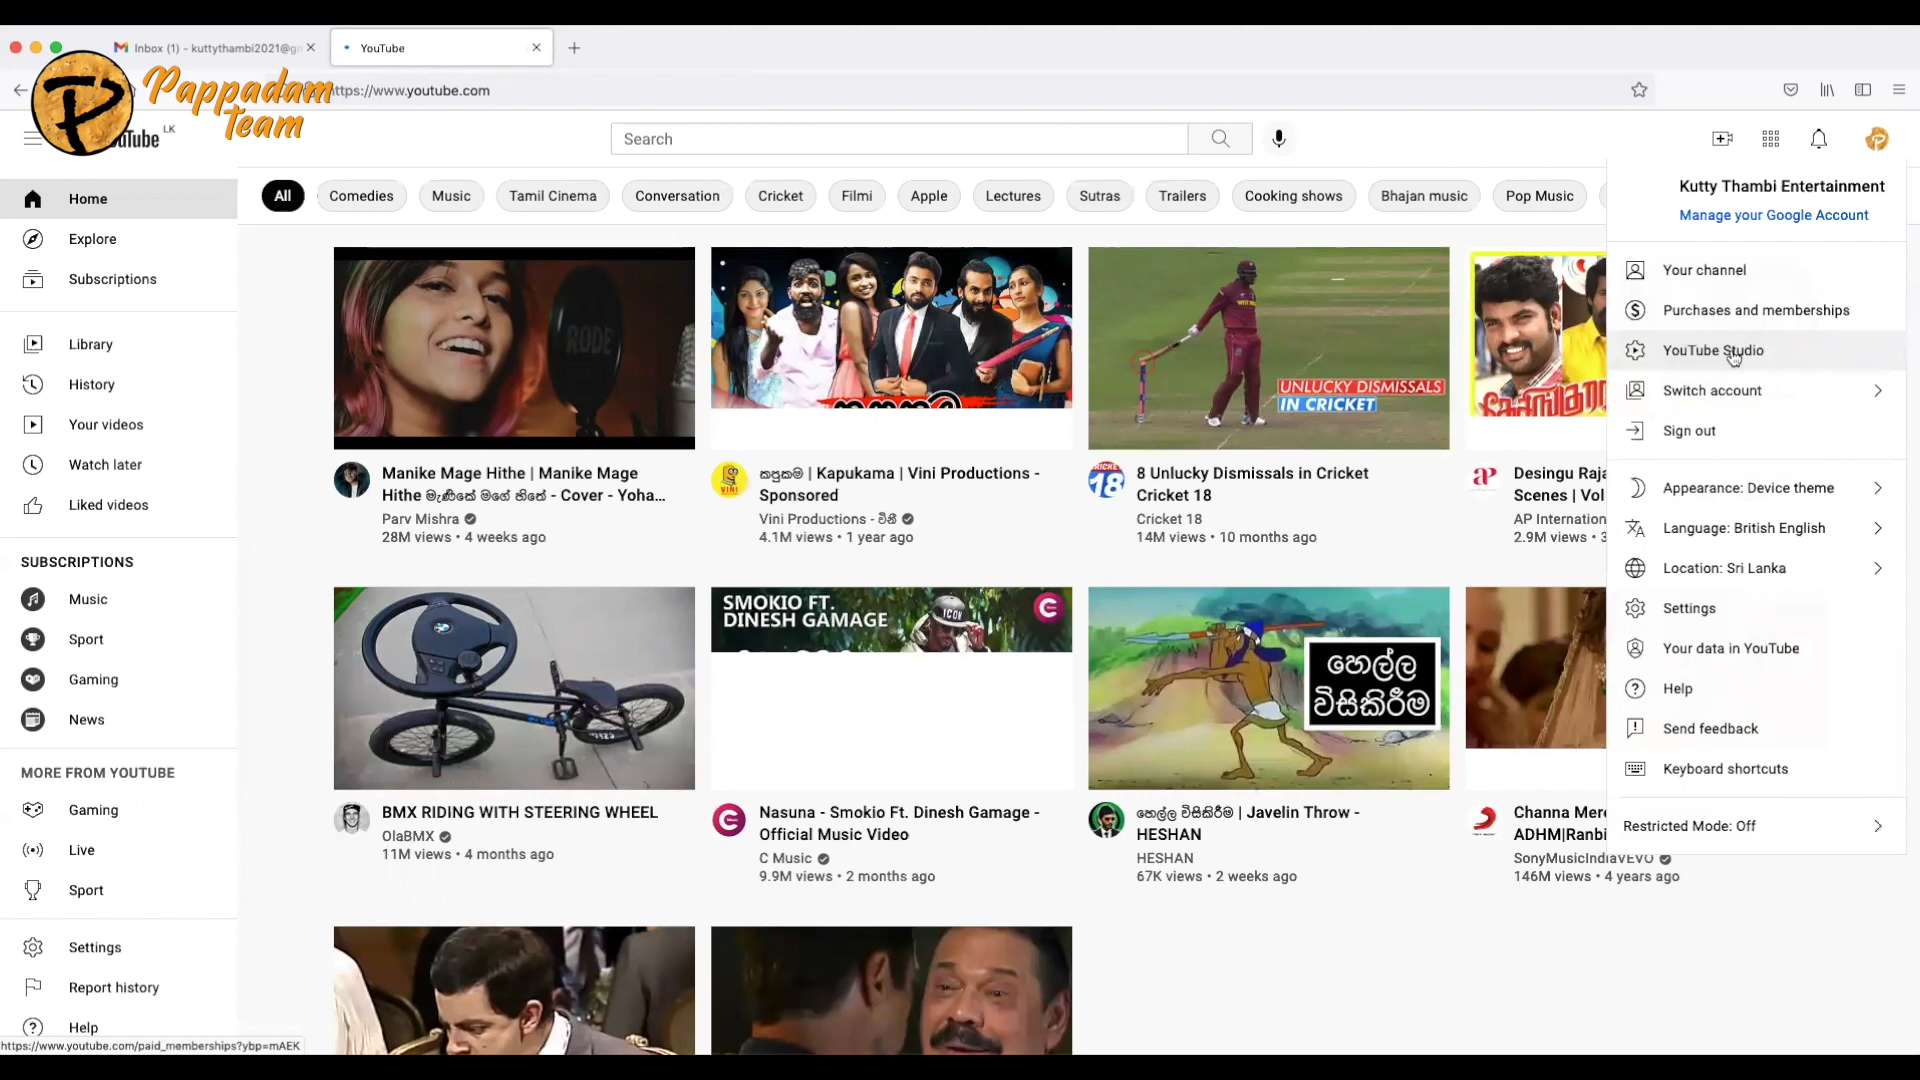 Inbox (1) - kuttythambi2021@gm
YouTube
https://www.youtube.com
Pappadam
Team
LK
Search
Kutty Thambi Entertainment
Manage your Google Account
Your channel
Purchases and memberships
YouTube Studio
Switch account
Sign out
Appearance: Device theme
Language: British English
Location: Sri Lanka
Settings
Your data in YouTube
Help
Send feedback
Keyboard shortcuts
Restricted Mode: Off
Home
Explore
Subscriptions
Library
History
Your videos
Watch later
Liked videos
SUBSCRIPTIONS
Music
Sport
Gaming
News
MORE FROM YOUTUBE
Gaming
Live
Sport
Settings
Report history
Help
https://www.youtube.com/paid_memberships?ybp=mAEK
All Comedies Music Tamil Cinema Conversation Cricket Filmi Apple Lectures Sutras Trailers Cooking shows Bhajan music Pop Music
RODE
UNLUCKY DISMISSALS
IN CRICKET
Manike Mage Hithe | Manike Mage
Hithe මැණිකේ මගේ හිතේ - Cover - Yoha...
Parv Mishra
28M views • 4 weeks ago
කපුකම | Kapukama | Vini Productions -
Sponsored
Vini Productions - විනී
4.1M views • 1 year ago
8 Unlucky Dismissals in Cricket
Cricket 18
Cricket 18
14M views • 10 months ago
Desingu Raja
Scenes | Vol
AP Internation
2.9M views • 3
SMOKIO FT.
DINESH GAMAGE
ICON
හෙල්ල
විසිකිරීම
BMX RIDING WITH STEERING WHEEL
OlaBMX
11M views • 4 months ago
Nasuna - Smokio Ft. Dinesh Gamage -
Official Music Video
C Music
9.9M views • 2 months ago
හෙල්ල විසිකිරීම | Javelin Throw -
HESHAN
HESHAN
67K views • 2 weeks ago
Channa Mere
ADHM|Ranbi
SonyMusicIndiaVEVO
146M views • 4 years ago